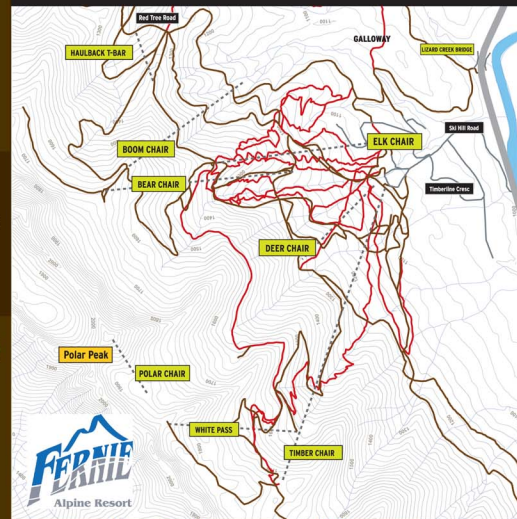 Red Tree Road
HAULBACK T-BAR
GALLOWAY
LIZARD CREEK BRIDGE
Ski Hill Road
BOOM CHAIR
ELK CHAIR
BEAR CHAIR
Timberline Cresc
DEER CHAIR
Polar Peak
POLAR CHAIR
WHITE PASS
TIMBER CHAIR
FERNIE
Alpine Resort